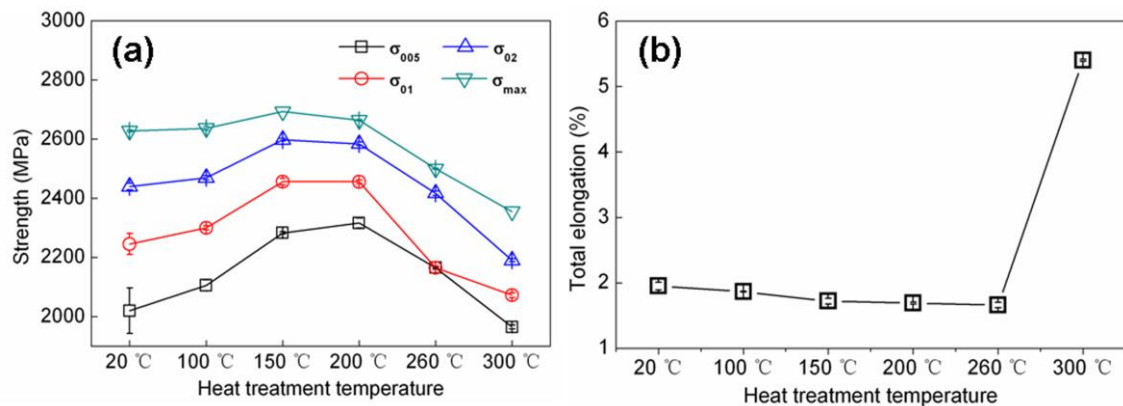 (a)
σ005
σ02
σ01
σmax
Strength (MPa)
3000
2800
2600
2400
2200
2000
20 ℃ 100 ℃ 150 ℃ 200 ℃ 260 ℃ 300 ℃
Heat treatment temperature
(b)
Total elongation (%)
6
5
4
3
2
1
20 ℃ 100 ℃ 150 ℃ 200 ℃ 260 ℃ 300 ℃
Heat treatment temperature